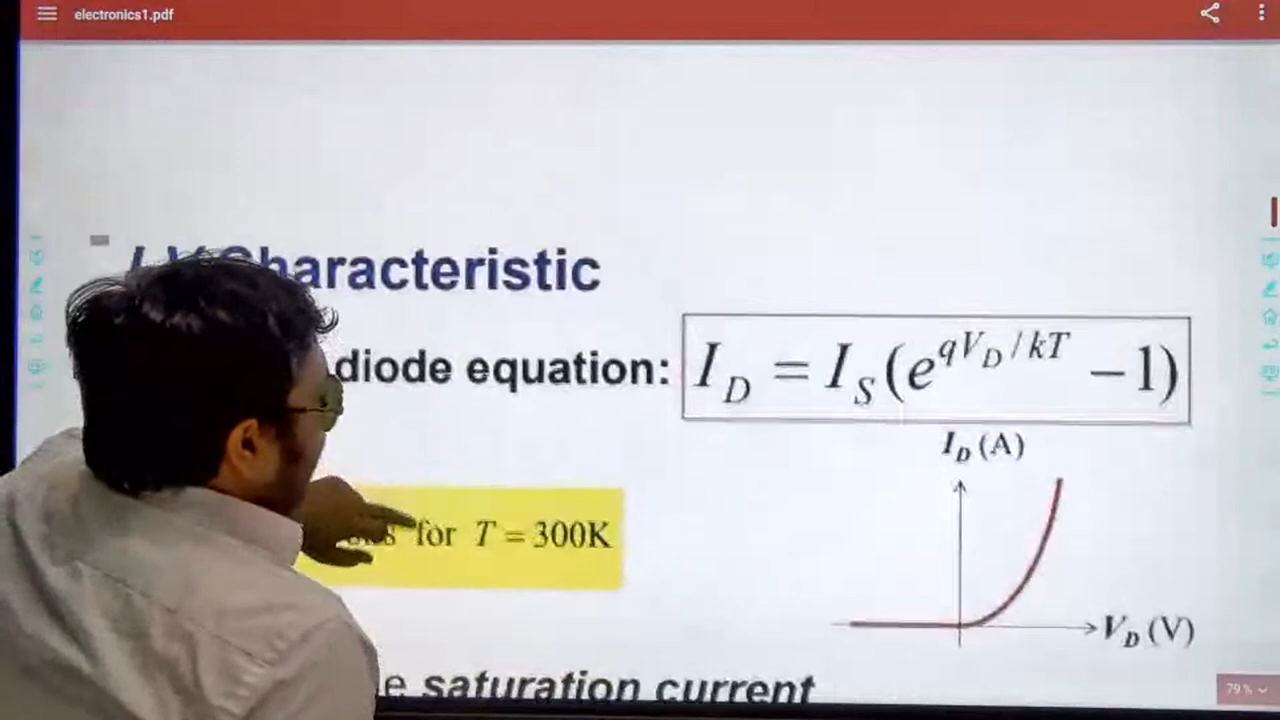 electronics1.pdf
Characteristic
diode equation: I_D = I_S(e^{qV_D/kT} – 1)
I_D (A)
for T = 300K
V_D (V)
e saturation current
79%